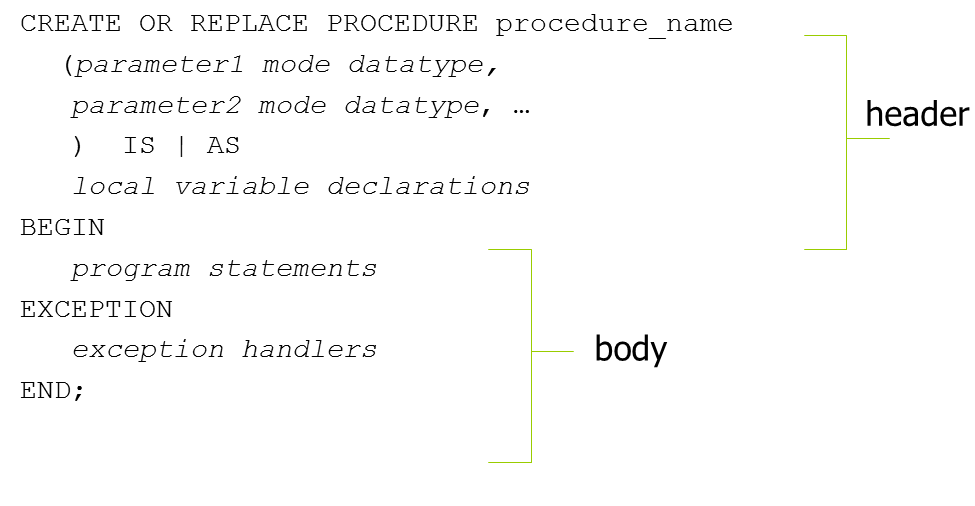 CREATE OR REPLACE PROCEDURE procedure_name
(parameter1 mode datatype,
parameter2 mode datatype, …
) IS | AS
local variable declarations
BEGIN
program statements
EXCEPTION
exception handlers
END;
header
body